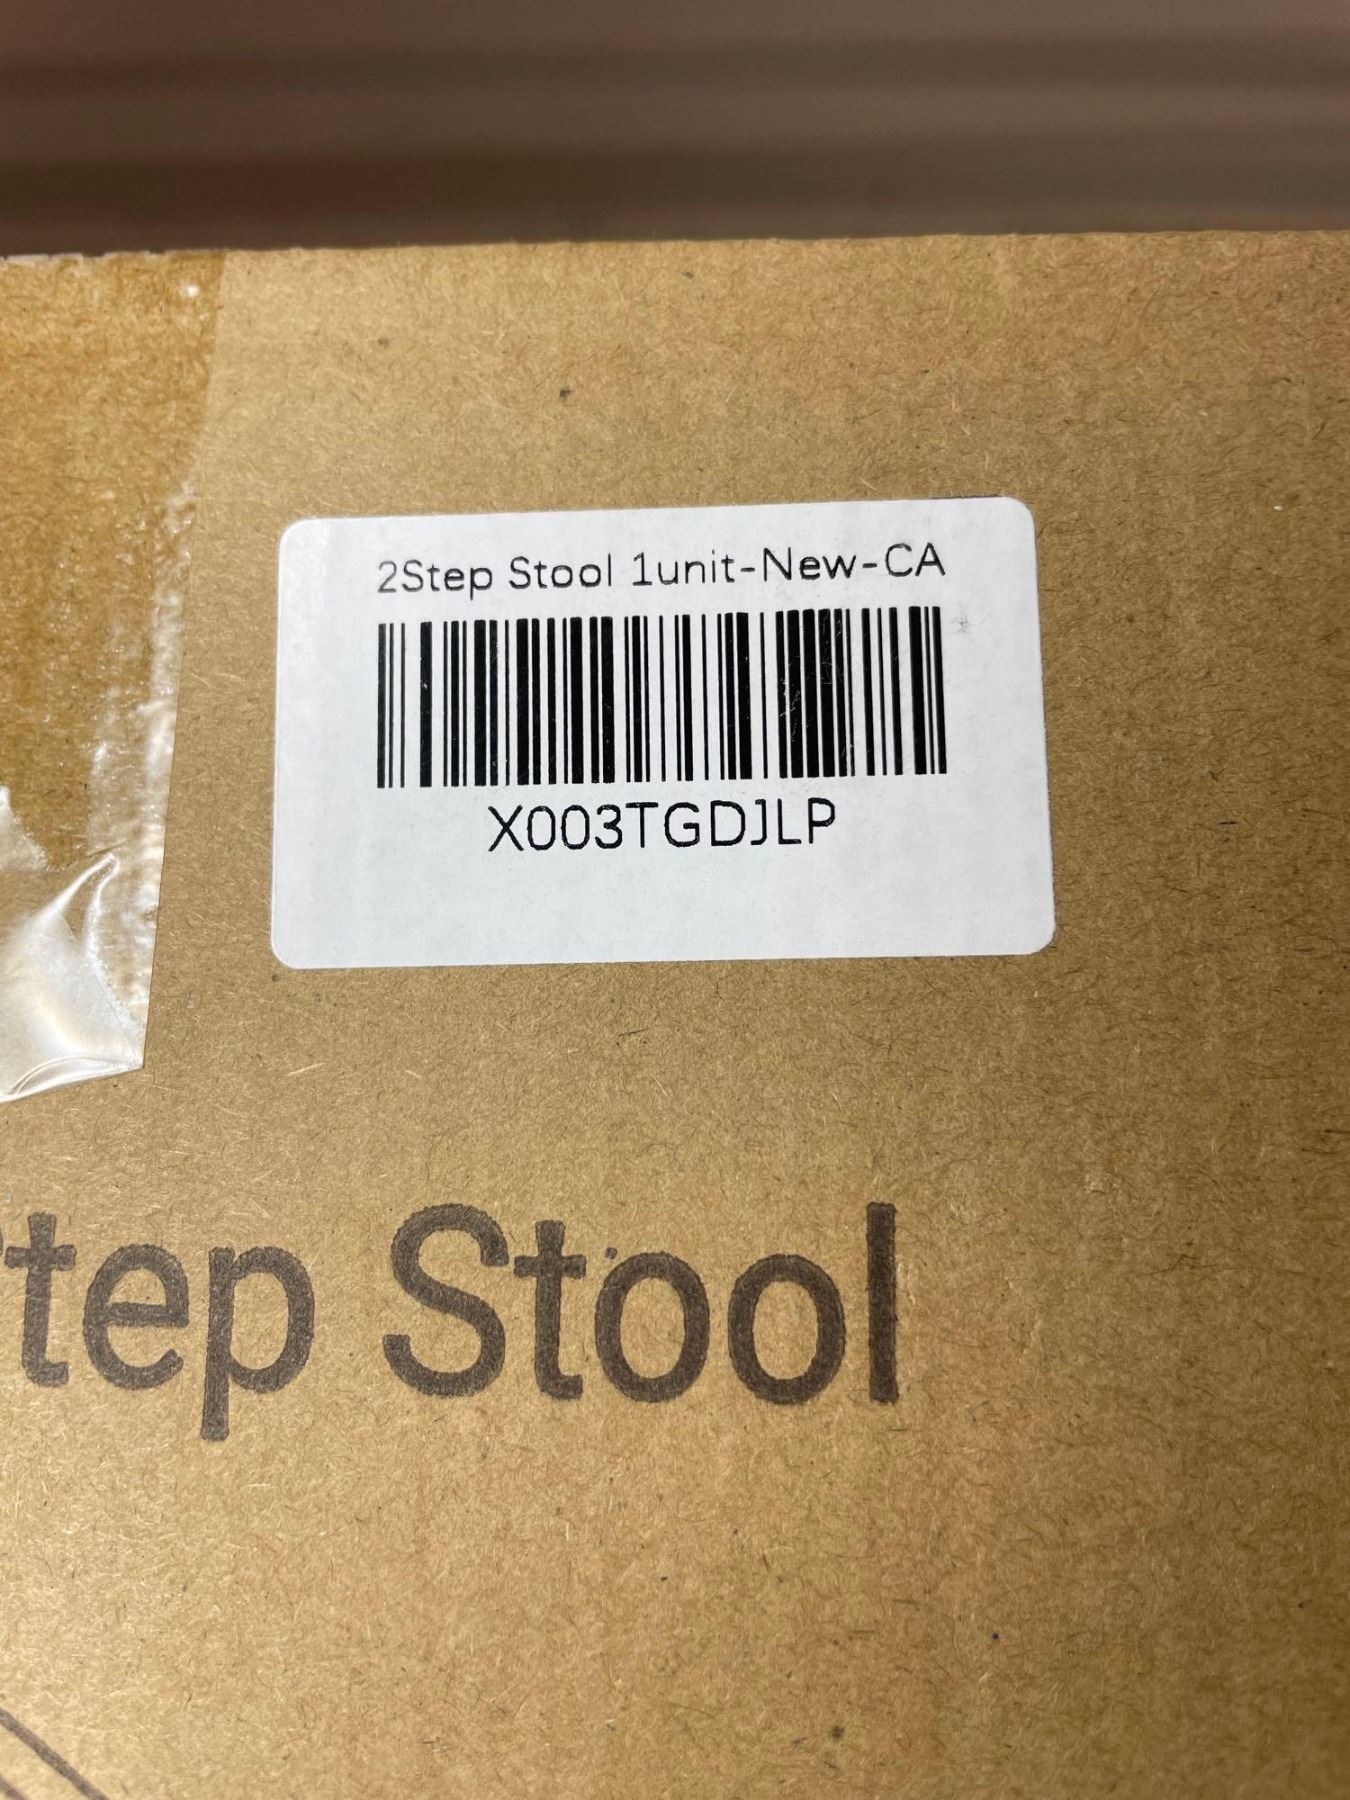 2Step Stool 1unit-New-CA
X003TGDJLP
tep Stool